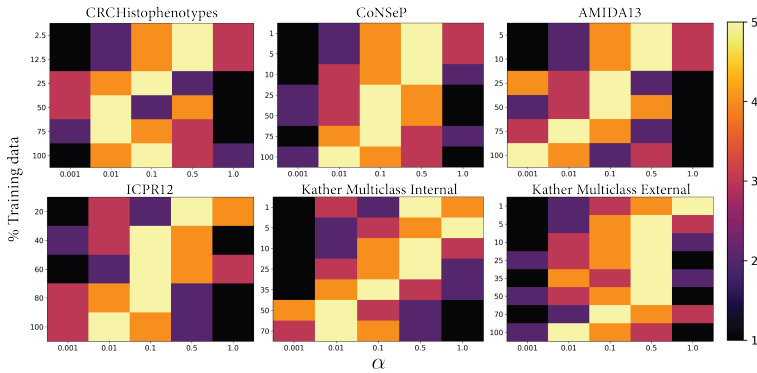 CRCHistophenotypes CoNSeP AMIDA13
2.5 12.5 25 50 75 100
0.001 0.01 0.1 0.5 1.0
1 5 10 25 50 75 100
0.001 0.01 0.1 0.5 1.0
5 10 25 50 75 100
0.001 0.01 0.1 0.5 1.0
ICPR12 Kather Multiclass Internal Kather Multiclass External
20 40 60 80 100
0.001 0.01 0.1 0.5 1.0
1 5 10 25 35 50 70
0.001 0.01 0.1 0.5 1.0
1 5 10 25 35 50 70 100
0.001 0.01 0.1 0.5 1.0
% Training data
α
5
4
3
2
1